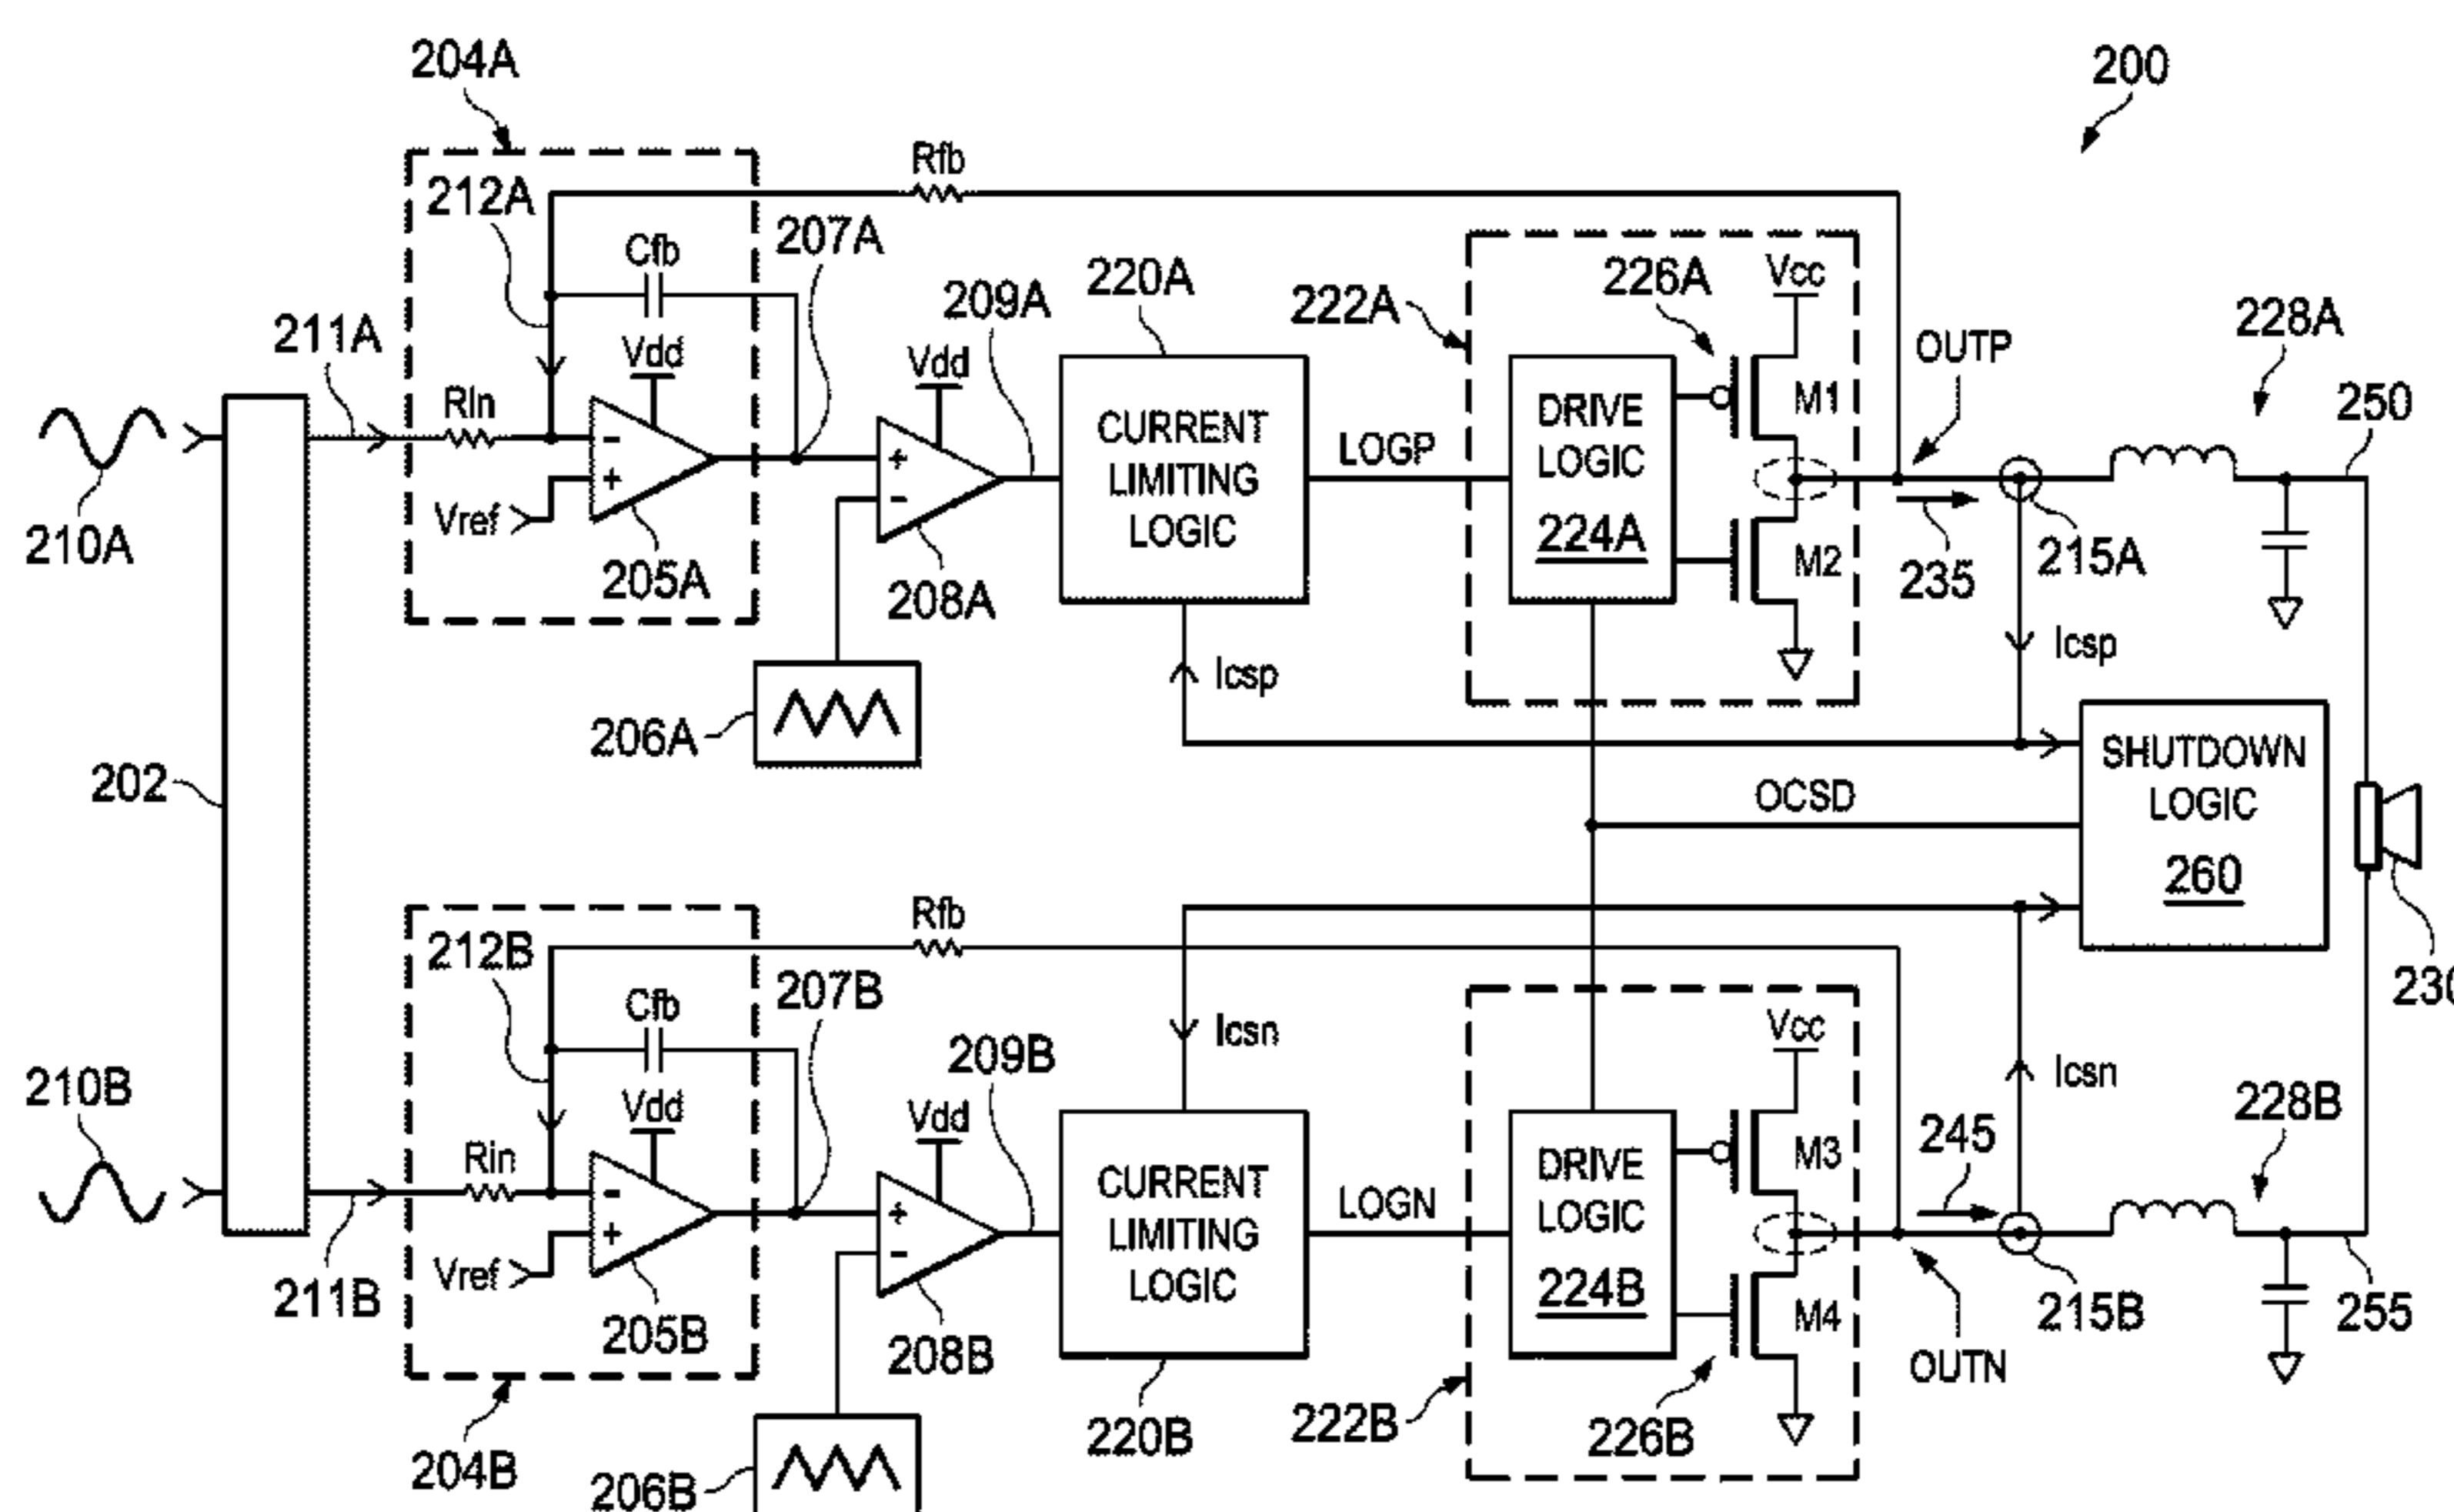 204A
200
Rfb
212A
207A
Cfb
220A
226A
Vcc
209A
222A
228A
211A
Vdd
Vdd
OUTP
RIn
M1
250
-
+
CURRENT
LIMITING
LOGIC
LOGP
DRIVE
LOGIC
224A
+
-
Vref
210A
205A
208A
M2
235
215A
Icsp
Icsp
206A
202
OCSD
SHUTDOWN
LOGIC
260
Rfb
212B
207B
230
Cfb
Icsn
Vcc
209B
210B
Vdd
Vdd
Icsn
245
228B
Rin
M3
-
+
CURRENT
LIMITING
LOGIC
LOGN
DRIVE
LOGIC
224B
+
-
Vref
211B
205B
208B
M4
215B
255
OUTN
204B
206B
220B
222B
226B